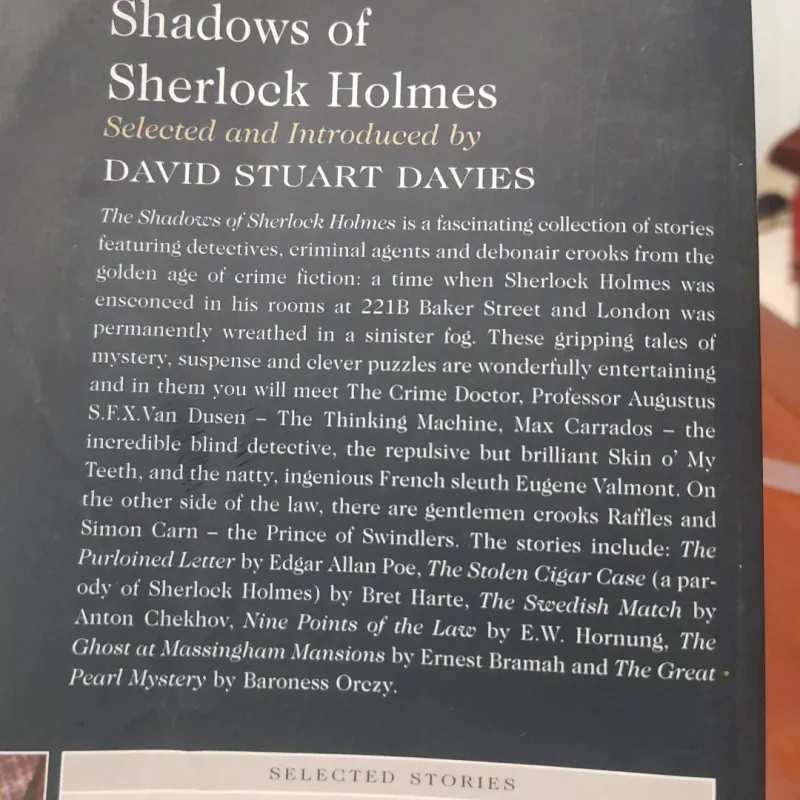 Shadows of
Sherlock Holmes
Selected and Introduced by
DAVID STUART DAVIES
The Shadows of Sherlock Holmes is a fascinating collection of stories
featuring detectives, criminal agents and debonair crooks from the
golden age of crime fiction: a time when Sherlock Holmes was
ensconced in his rooms at 221B Baker Street and London was
permanently wreathed in a sinister fog. These gripping tales of
mystery, suspense and clever puzzles are wonderfully entertaining
and in them you will meet The Crime Doctor, Professor Augustus
S.F.X.Van Dusen – The Thinking Machine, Max Carrados – the
incredible blind detective, the repulsive but brilliant Skin o' My
Teeth, and the natty, ingenious French sleuth Eugene Valmont. On
the other side of the law, there are gentlemen crooks Raffles and
Simon Carn – the Prince of Swindlers. The stories include: The
Purloined Letter by Edgar Allan Poe, The Stolen Cigar Case (a par-
ody of Sherlock Holmes) by Bret Harte, The Swedish Match by
Anton Chekhov, Nine Points of the Law by E.W. Hornung, The
Ghost at Massingham Mansions by Ernest Bramah and The Great
Pearl Mystery by Baroness Orczy.
SELECTED STORIES